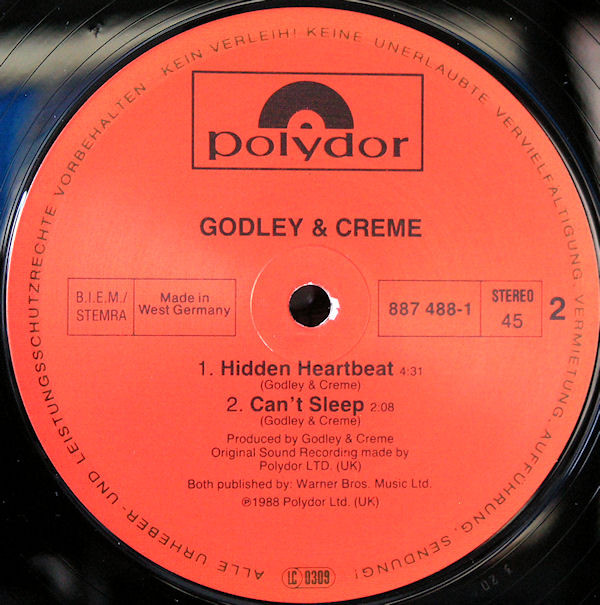 ALLE URHEBER- UND LEISTUNGSSCHUTZRECHTE VORBEHALTEN KEIN VERLEIH! KEINE UNERLAUBTE VERVIELFÄLTIGUNG, VERMIETUNG, AUFFÜHRUNG, SENDUNG!
polydor
GODLEY & CREME
B.I.E.M./
STEMRA
Made in
West Germany
887 488-1
STEREO
45
2
1. Hidden Heartbeat 4:31
(Godley & Creme)
2. Can't Sleep 2:08
(Godley & Creme)
Produced by Godley & Creme
Original Sound Recording made by
Polydor LTD. (UK)
Both published by: Warner Bros. Music Ltd.
℗1988 Polydor Ltd. (UK)
LC 0309